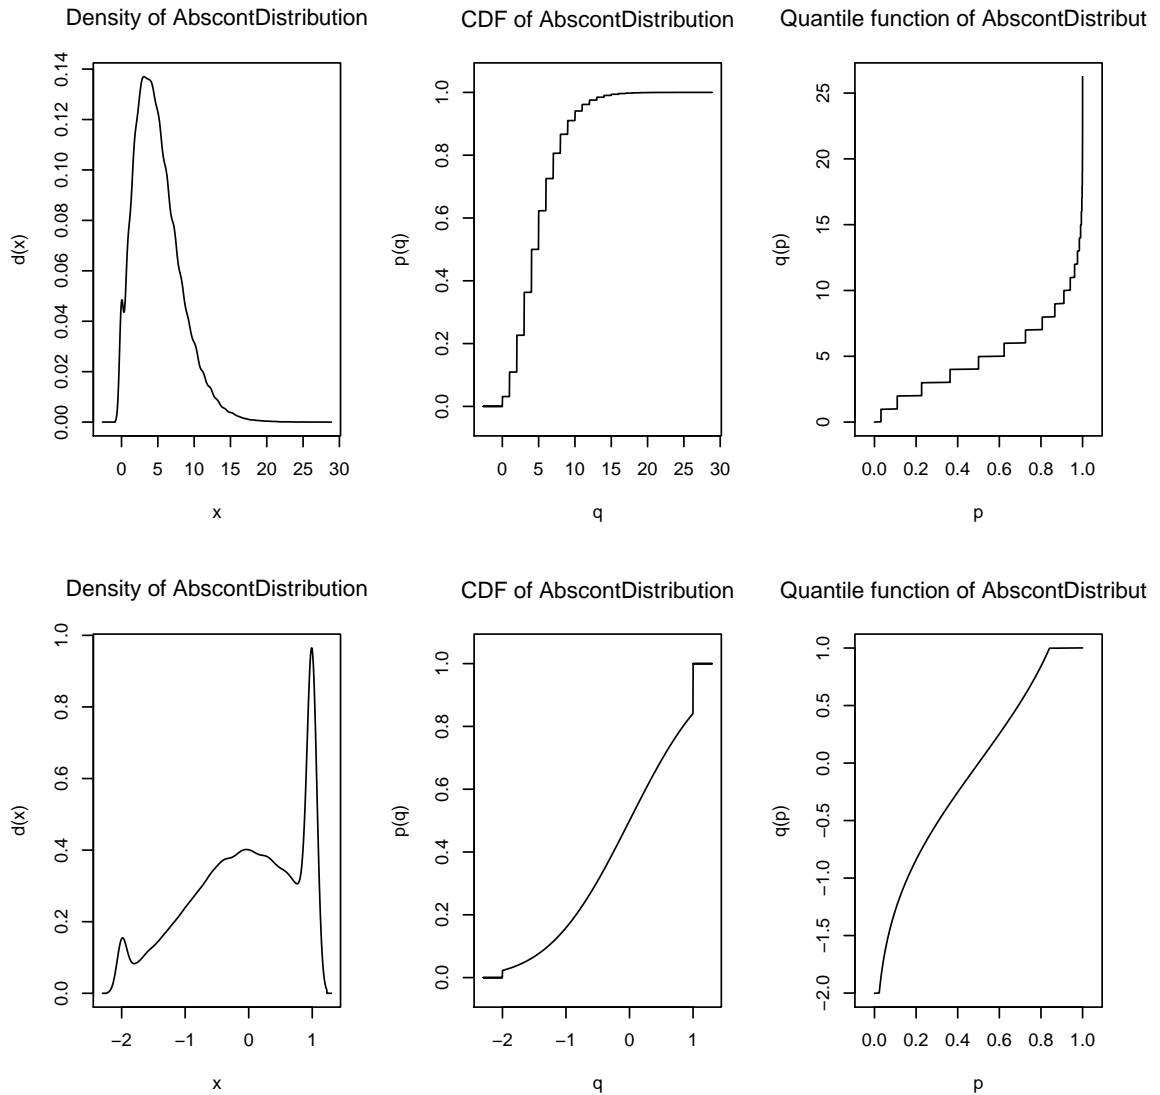 Density of AbscontDistribution
CDF of AbscontDistribution
Quantile function of AbscontDistribut
0.00 0.02 0.04 0.06 0.08 0.10 0.12 0.14
d(x)
0 5 10 15 20 25 30
x
0.0 0.2 0.4 0.6 0.8 1.0
p(q)
0 5 10 15 20 25 30
q
0 5 10 15 20 25
q(p)
0.0 0.2 0.4 0.6 0.8 1.0
p
Density of AbscontDistribution
CDF of AbscontDistribution
Quantile function of AbscontDistribut
0.0 0.2 0.4 0.6 0.8 1.0
d(x)
−2 −1 0 1
x
0.0 0.2 0.4 0.6 0.8 1.0
p(q)
−2 −1 0 1
q
−2.0 −1.5 −1.0 −0.5 0.0 0.5 1.0
q(p)
0.0 0.2 0.4 0.6 0.8 1.0
p